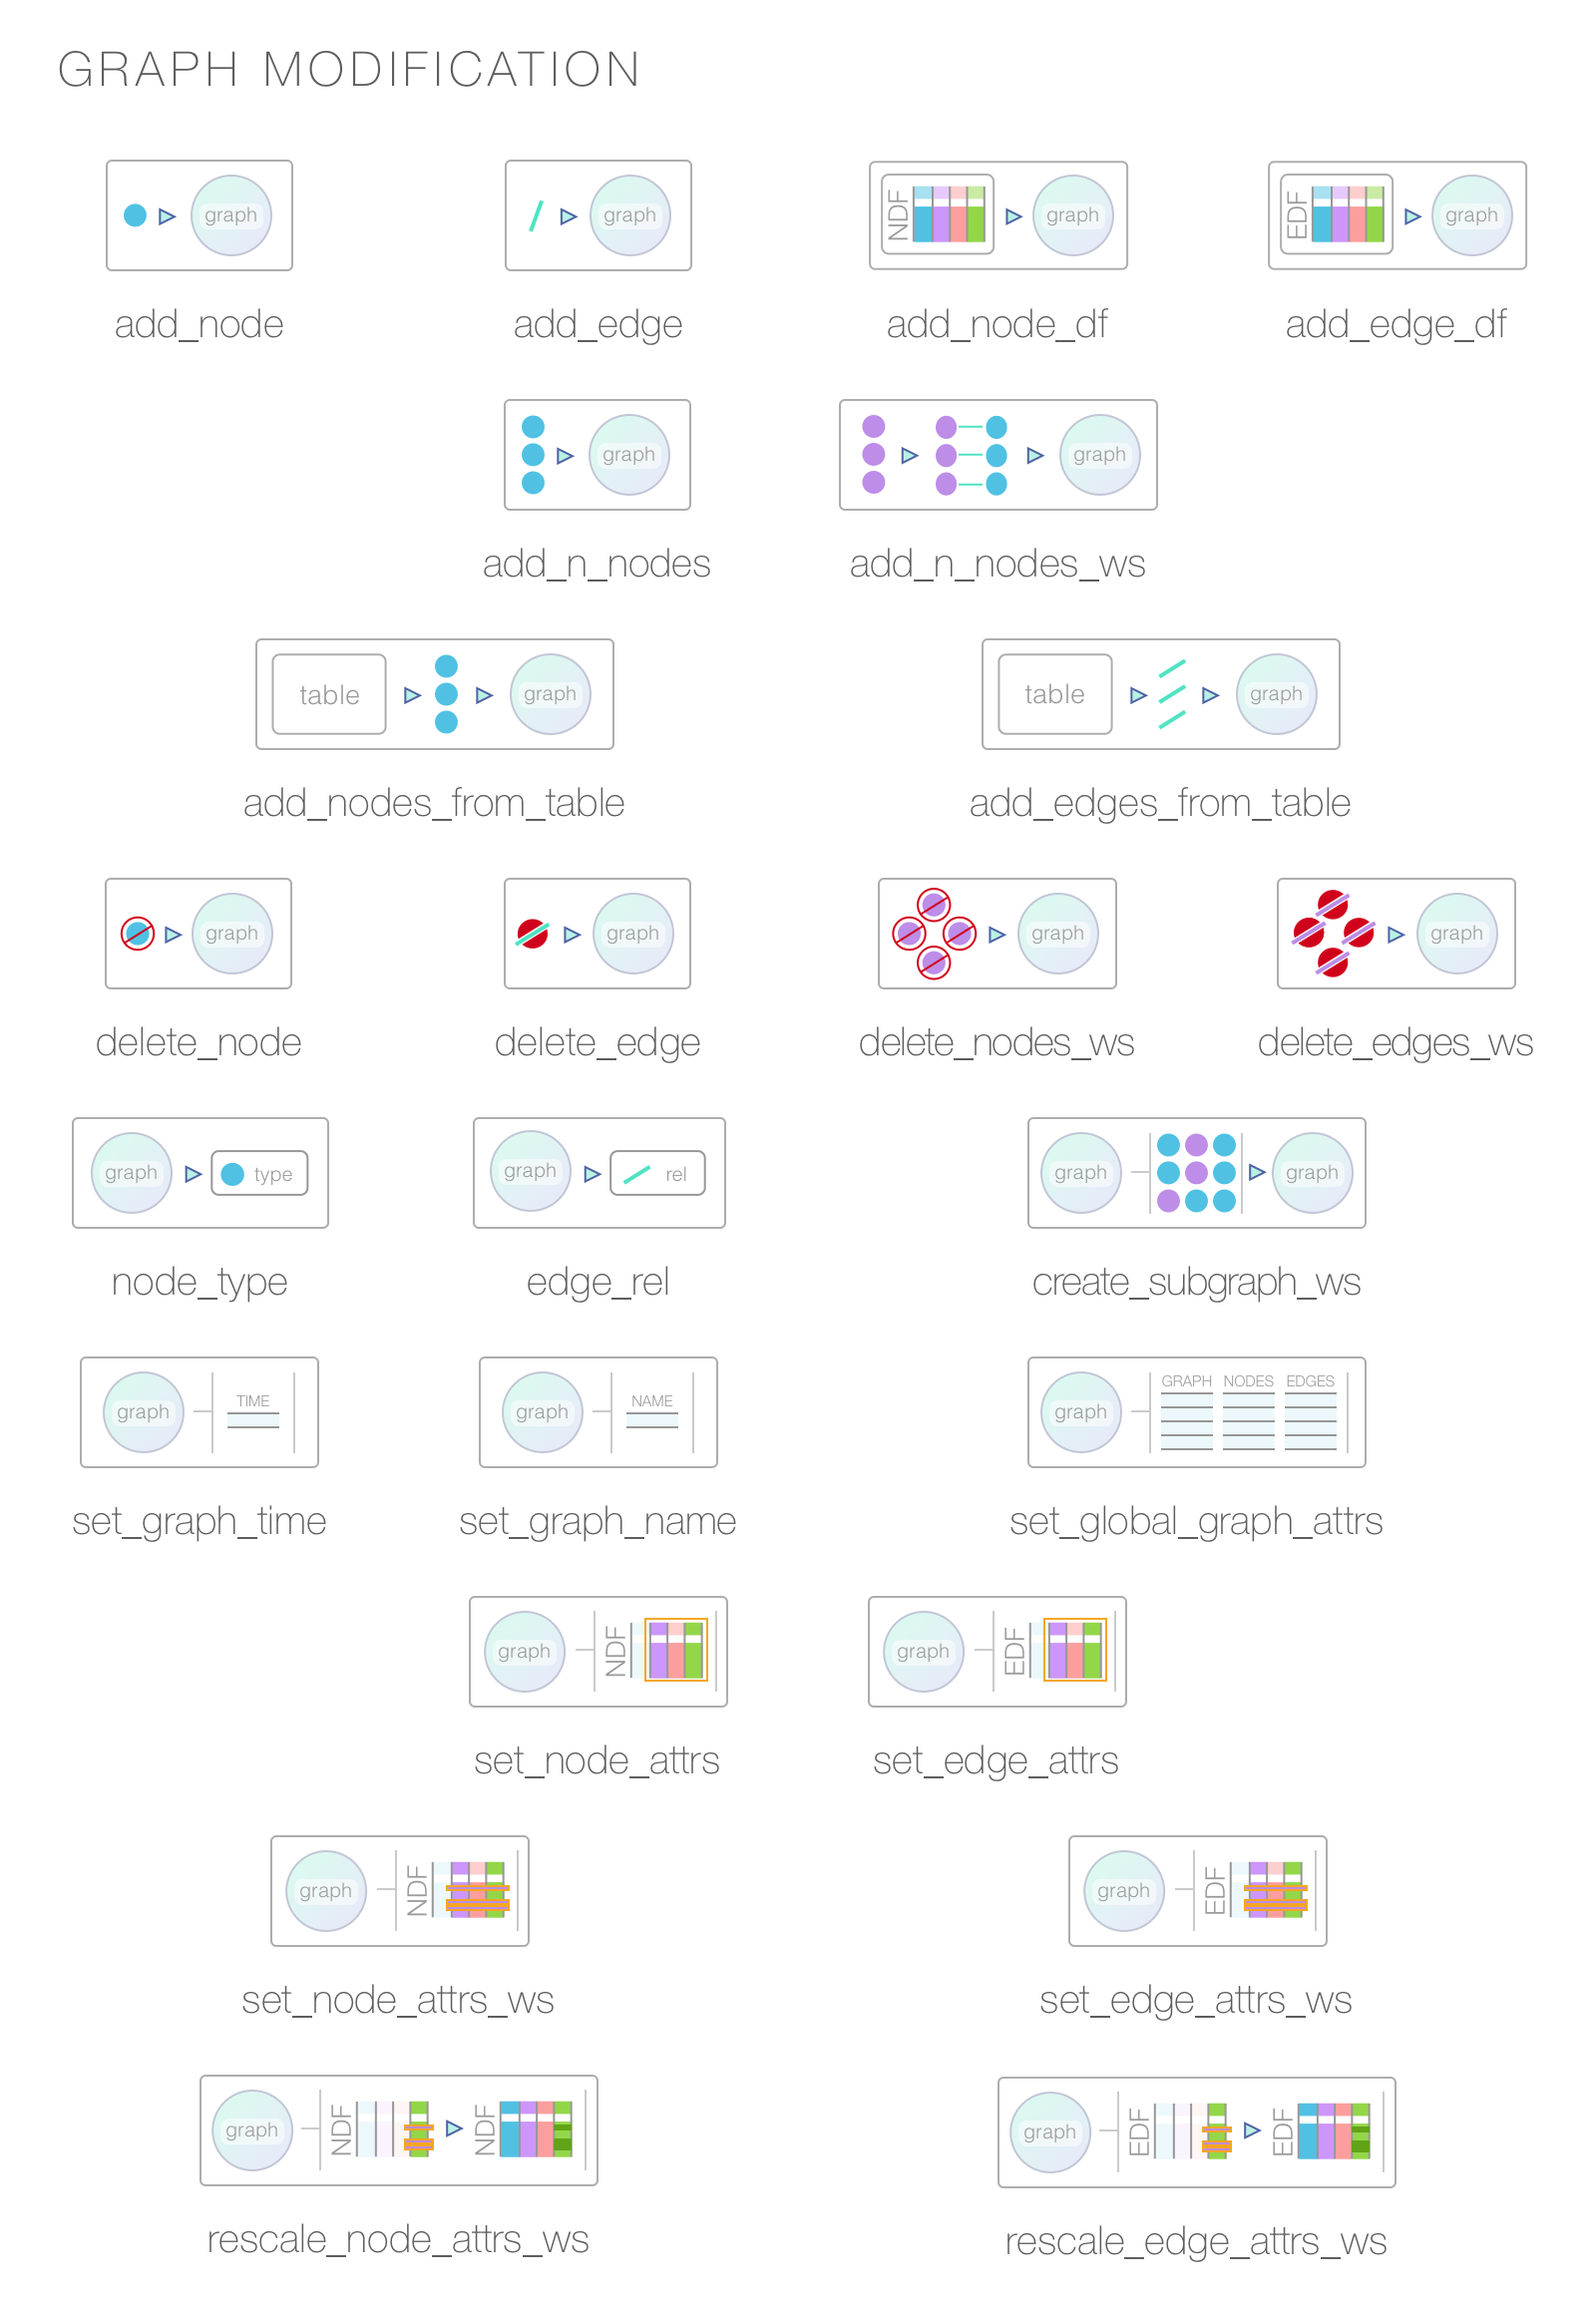 GRAPH MODIFICATION
graph
graph
NDF
graph
EDF
graph
add_node
add_edge
add_node_df
add_edge_df
graph
graph
add_n_nodes
add_n_nodes_ws
table
graph
table
graph
add_nodes_from_table
add_edges_from_table
graph
graph
graph
graph
delete_node
delete_edge
delete_nodes_ws
delete_edges_ws
graph
type
graph
rel
graph
graph
node_type
edge_rel
create_subgraph_ws
graph
TIME
graph
NAME
graph
GRAPH NODES EDGES
set_graph_time
set_graph_name
set_global_graph_attrs
graph
NDF
graph
EDF
set_node_attrs
set_edge_attrs
graph
NDF
graph
EDF
set_node_attrs_ws
set_edge_attrs_ws
graph
NDF
NDF
graph
EDF
EDF
rescale_node_attrs_ws
rescale_edge_attrs_ws